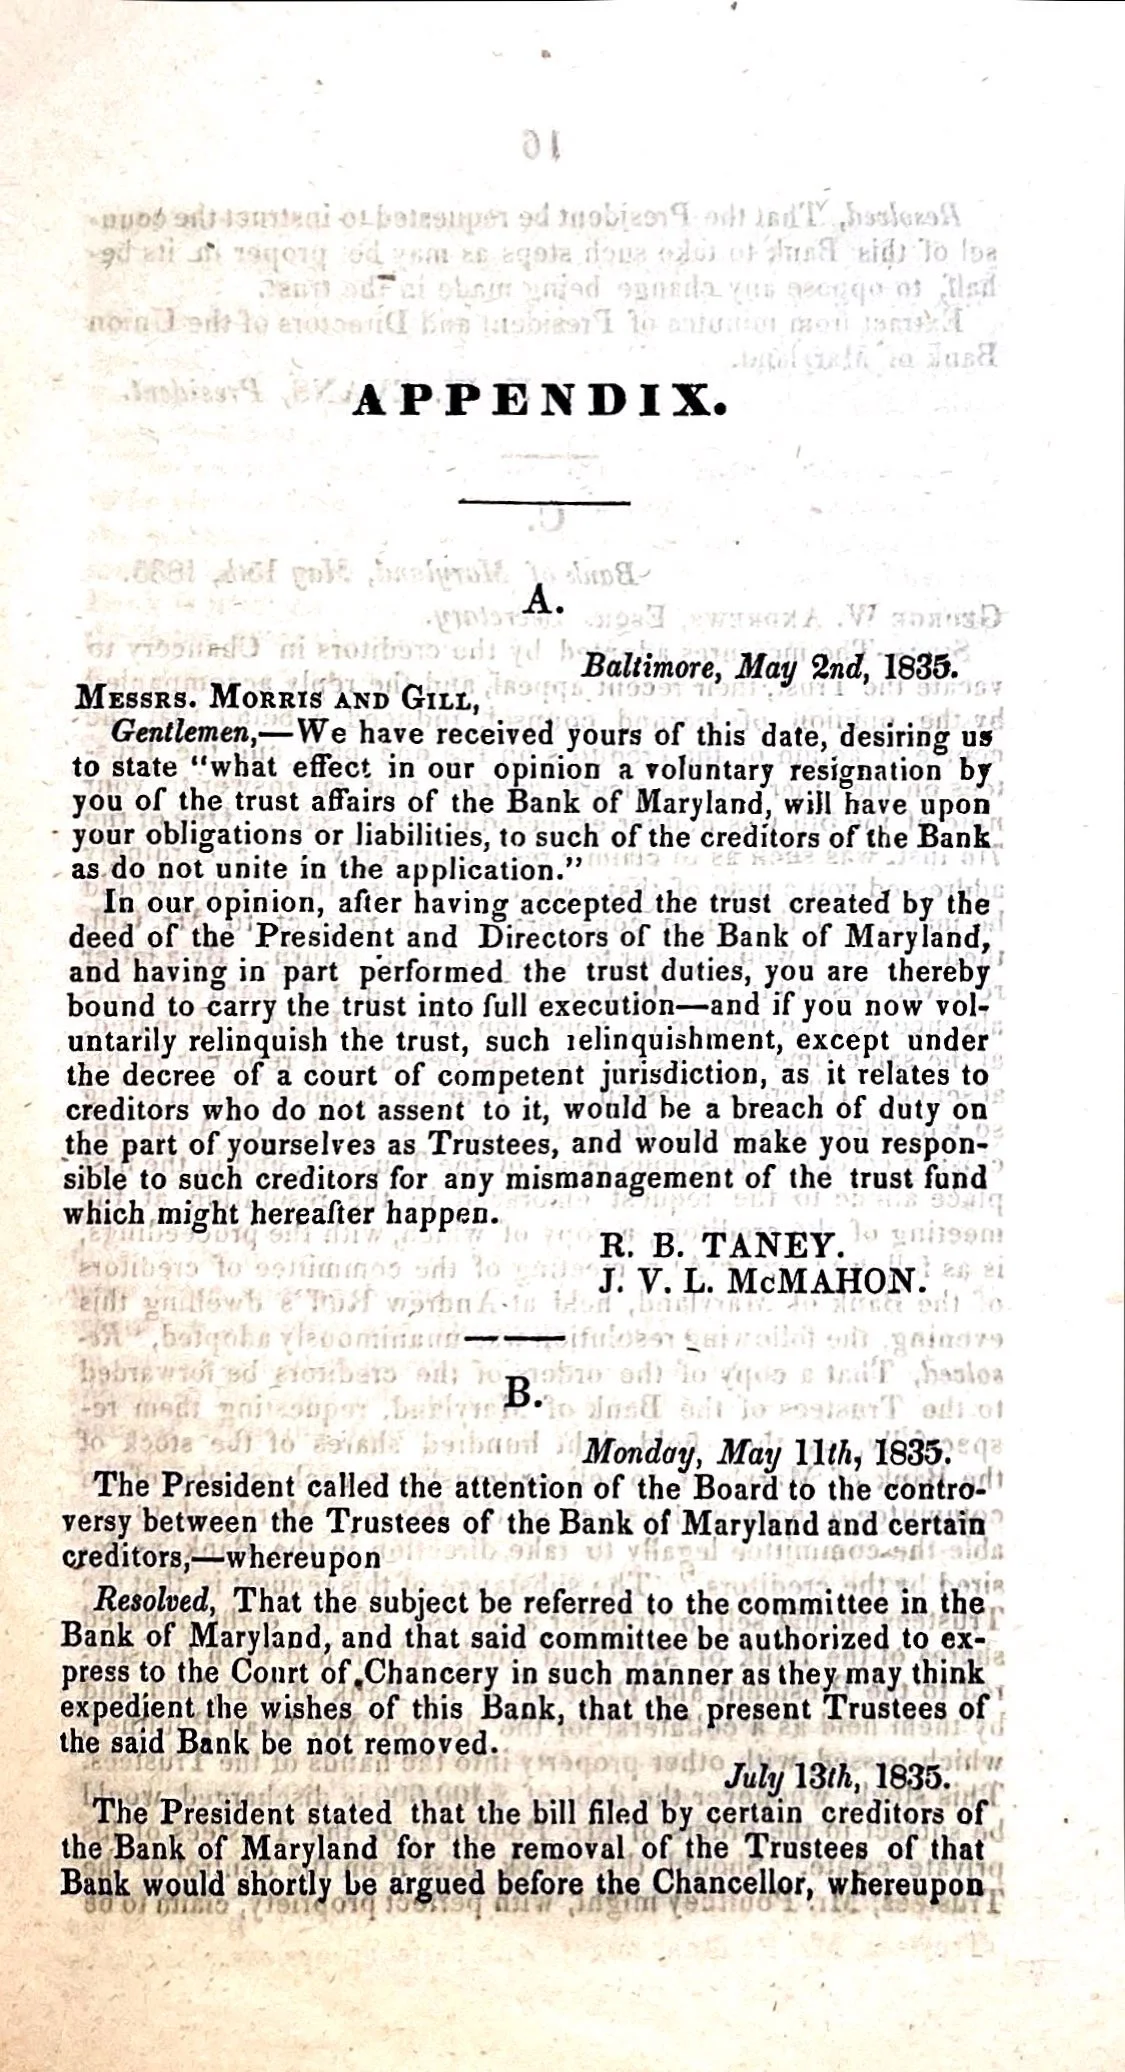 APPENDIX.
A.
Baltimore, May 2nd, 1835.
MESSRS. MORRIS AND GILL,
Gentlemen,—We have received yours of this date, desiring us
to state "what effect in our opinion a voluntary resignation by
you of the trust affairs of the Bank of Maryland, will have upon
your obligations or liabilities, to such of the creditors of the Bank
as do not unite in the application."
In our opinion, after having accepted the trust created by the
deed of the President and Directors of the Bank of Maryland,
and having in part performed the trust duties, you are thereby
bound to carry the trust into full execution—and if you now vol-
untarily relinquish the trust, such relinquishment, except under
the decree of a court of competent jurisdiction, as it relates to
creditors who do not assent to it, would be a breach of duty on
the part of yourselves as Trustees, and would make you respon-
sible to such creditors for any mismanagement of the trust fund
which might hereafter happen.
R. B. TANEY.
J. V. L. McMAHON.
B.
Monday, May 11th, 1835.
The President called the attention of the Board to the contro-
versy between the Trustees of the Bank of Maryland and certain
creditors,—whereupon
Resolved, That the subject be referred to the committee in the
Bank of Maryland, and that said committee be authorized to ex-
press to the Court of Chancery in such manner as they may think
expedient the wishes of this Bank, that the present Trustees of
the said Bank be not removed.
July 13th, 1835.
The President stated that the bill filed by certain creditors of
the Bank of Maryland for the removal of the Trustees of that
Bank would shortly be argued before the Chancellor, whereupon